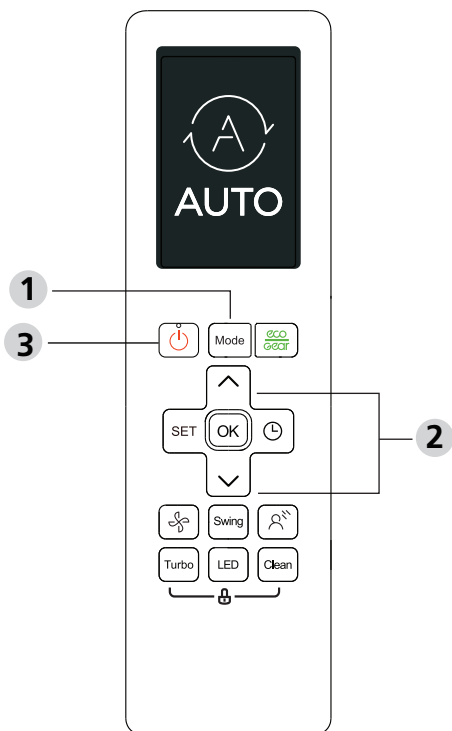 A
AUTO
1
3
Mode
eco
Gear
SET
OK
2
Swing
Turbo
LED
Clean